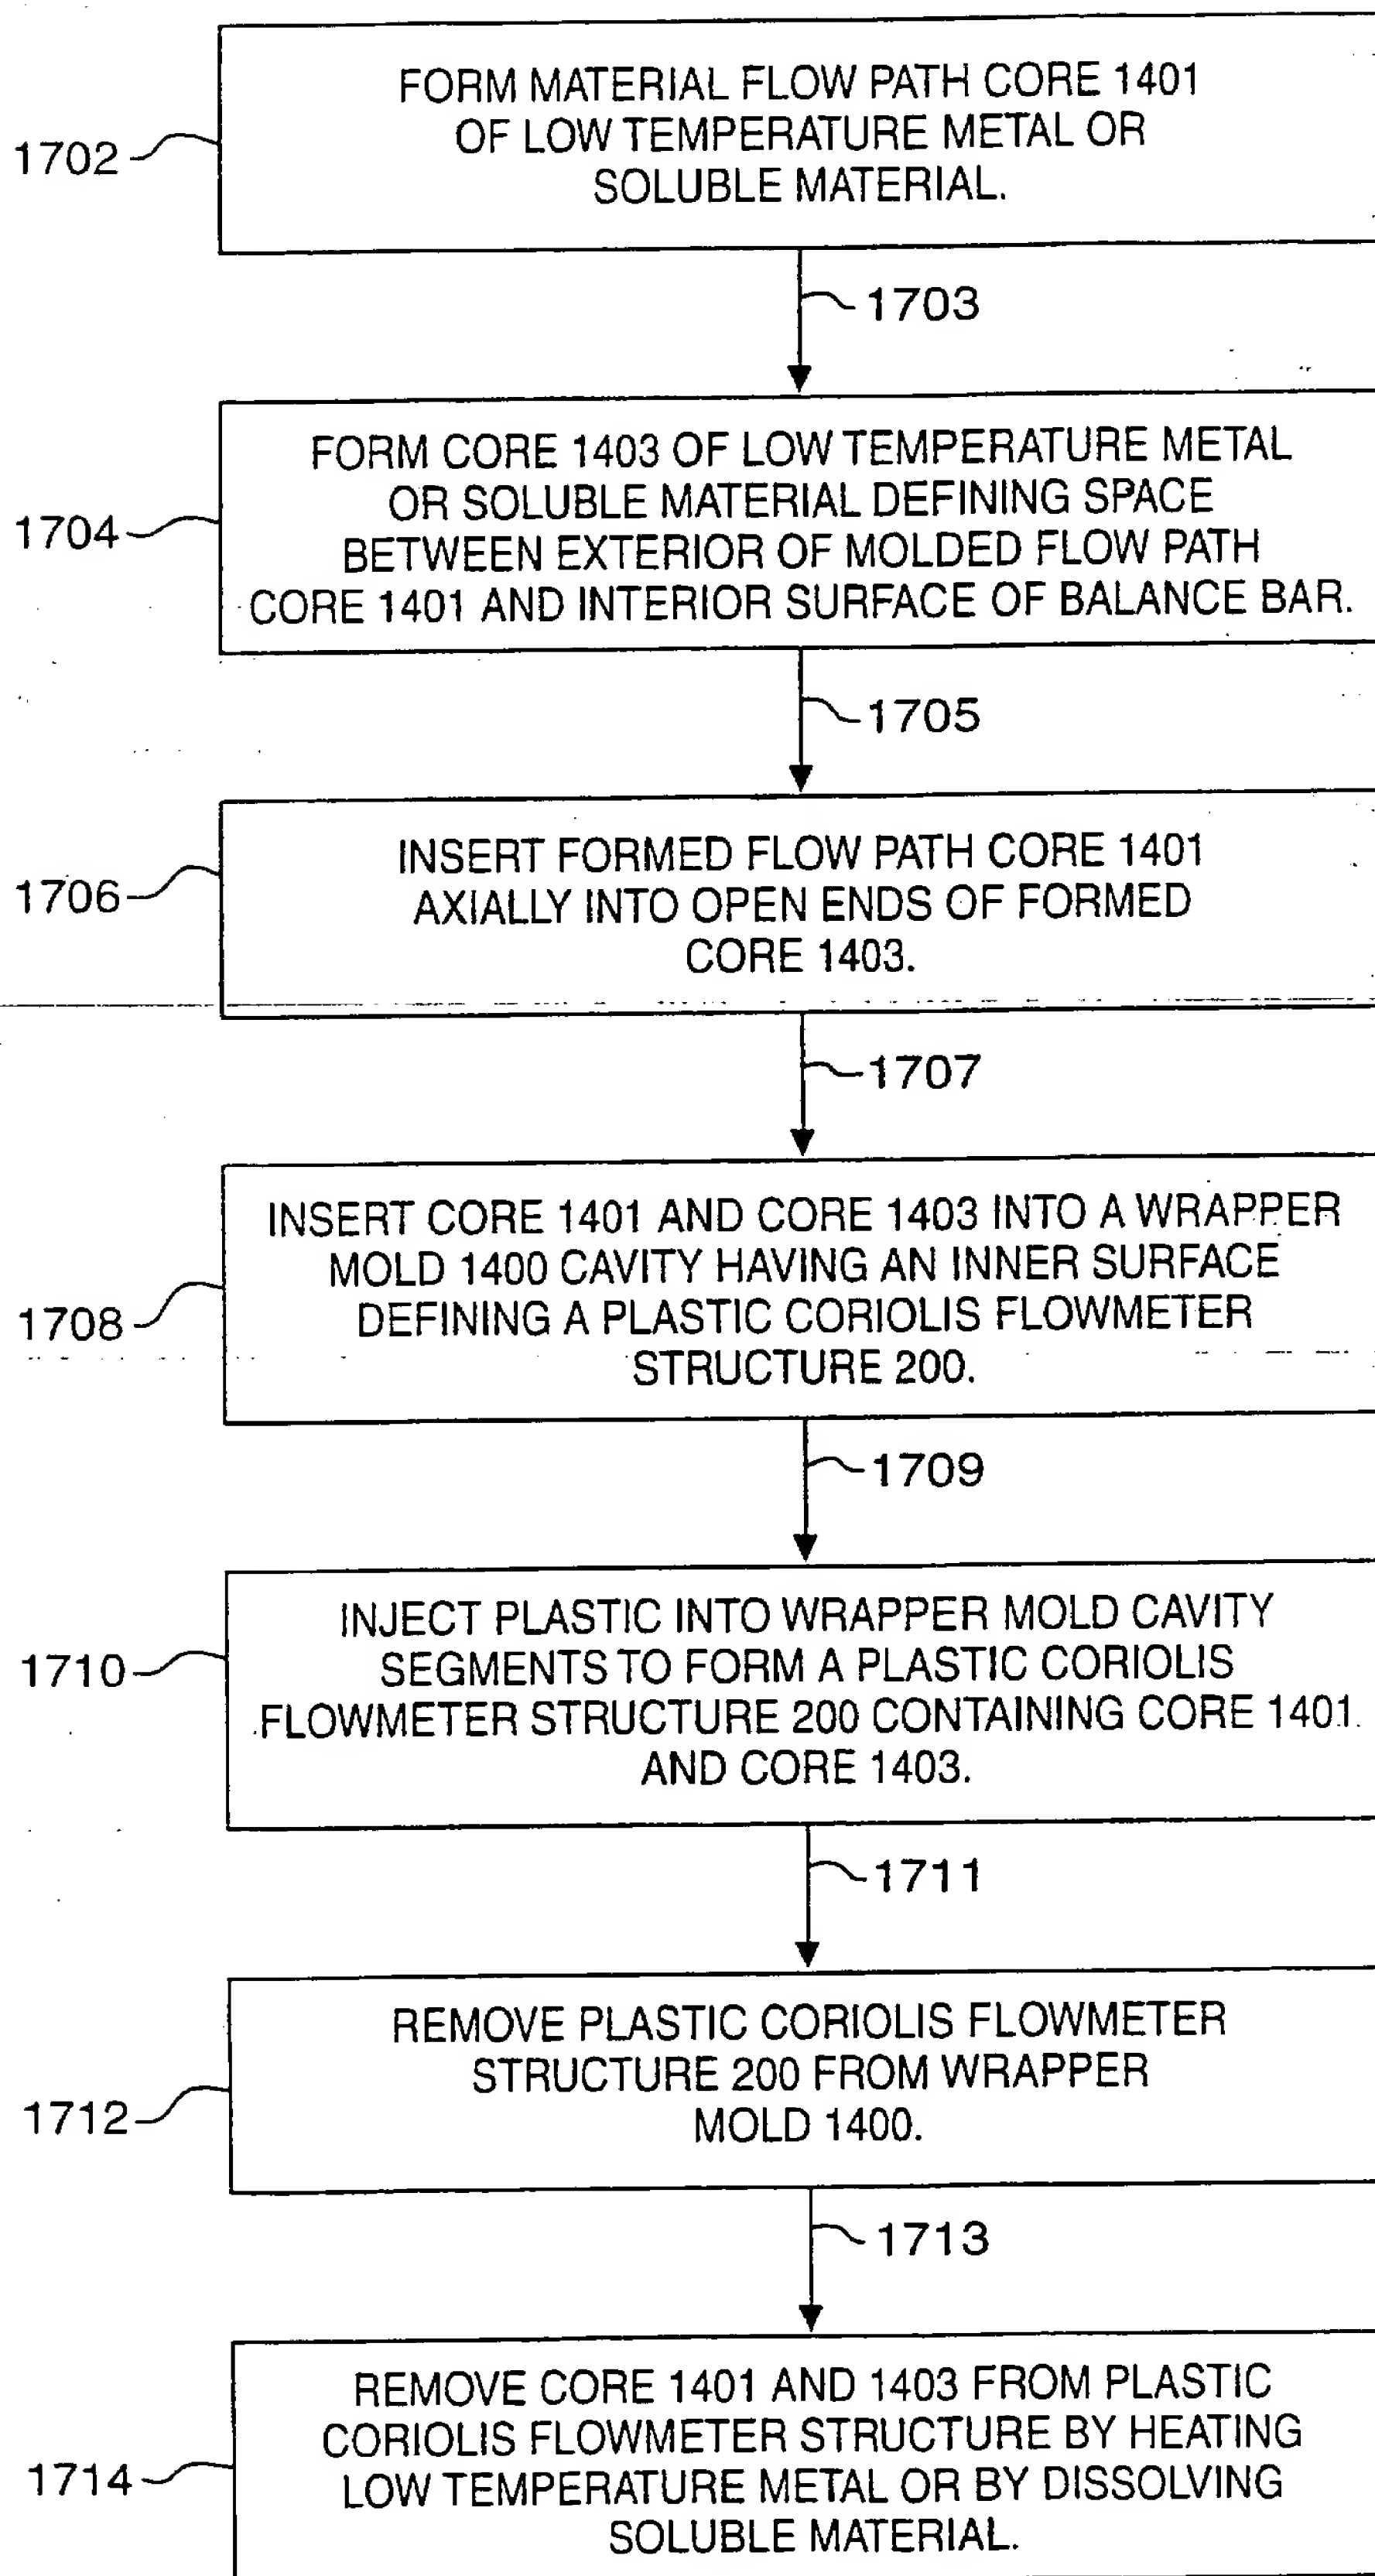 FORM MATERIAL FLOW PATH CORE 1401
OF LOW TEMPERATURE METAL OR
SOLUBLE MATERIAL.
1702
1703
FORM CORE 1403 OF LOW TEMPERATURE METAL
OR SOLUBLE MATERIAL DEFINING SPACE
BETWEEN EXTERIOR OF MOLDED FLOW PATH
CORE 1401 AND INTERIOR SURFACE OF BALANCE BAR.
1704
1705
INSERT FORMED FLOW PATH CORE 1401
AXIALLY INTO OPEN ENDS OF FORMED
CORE 1403.
1706
1707
INSERT CORE 1401 AND CORE 1403 INTO A WRAPPER
MOLD 1400 CAVITY HAVING AN INNER SURFACE
DEFINING A PLASTIC CORIOLIS FLOWMETER
STRUCTURE 200.
1708
1709
INJECT PLASTIC INTO WRAPPER MOLD CAVITY
SEGMENTS TO FORM A PLASTIC CORIOLIS
FLOWMETER STRUCTURE 200 CONTAINING CORE 1401
AND CORE 1403.
1710
1711
REMOVE PLASTIC CORIOLIS FLOWMETER
STRUCTURE 200 FROM WRAPPER
MOLD 1400.
1712
1713
REMOVE CORE 1401 AND 1403 FROM PLASTIC
CORIOLIS FLOWMETER STRUCTURE BY HEATING
LOW TEMPERATURE METAL OR BY DISSOLVING
SOLUBLE MATERIAL.
1714